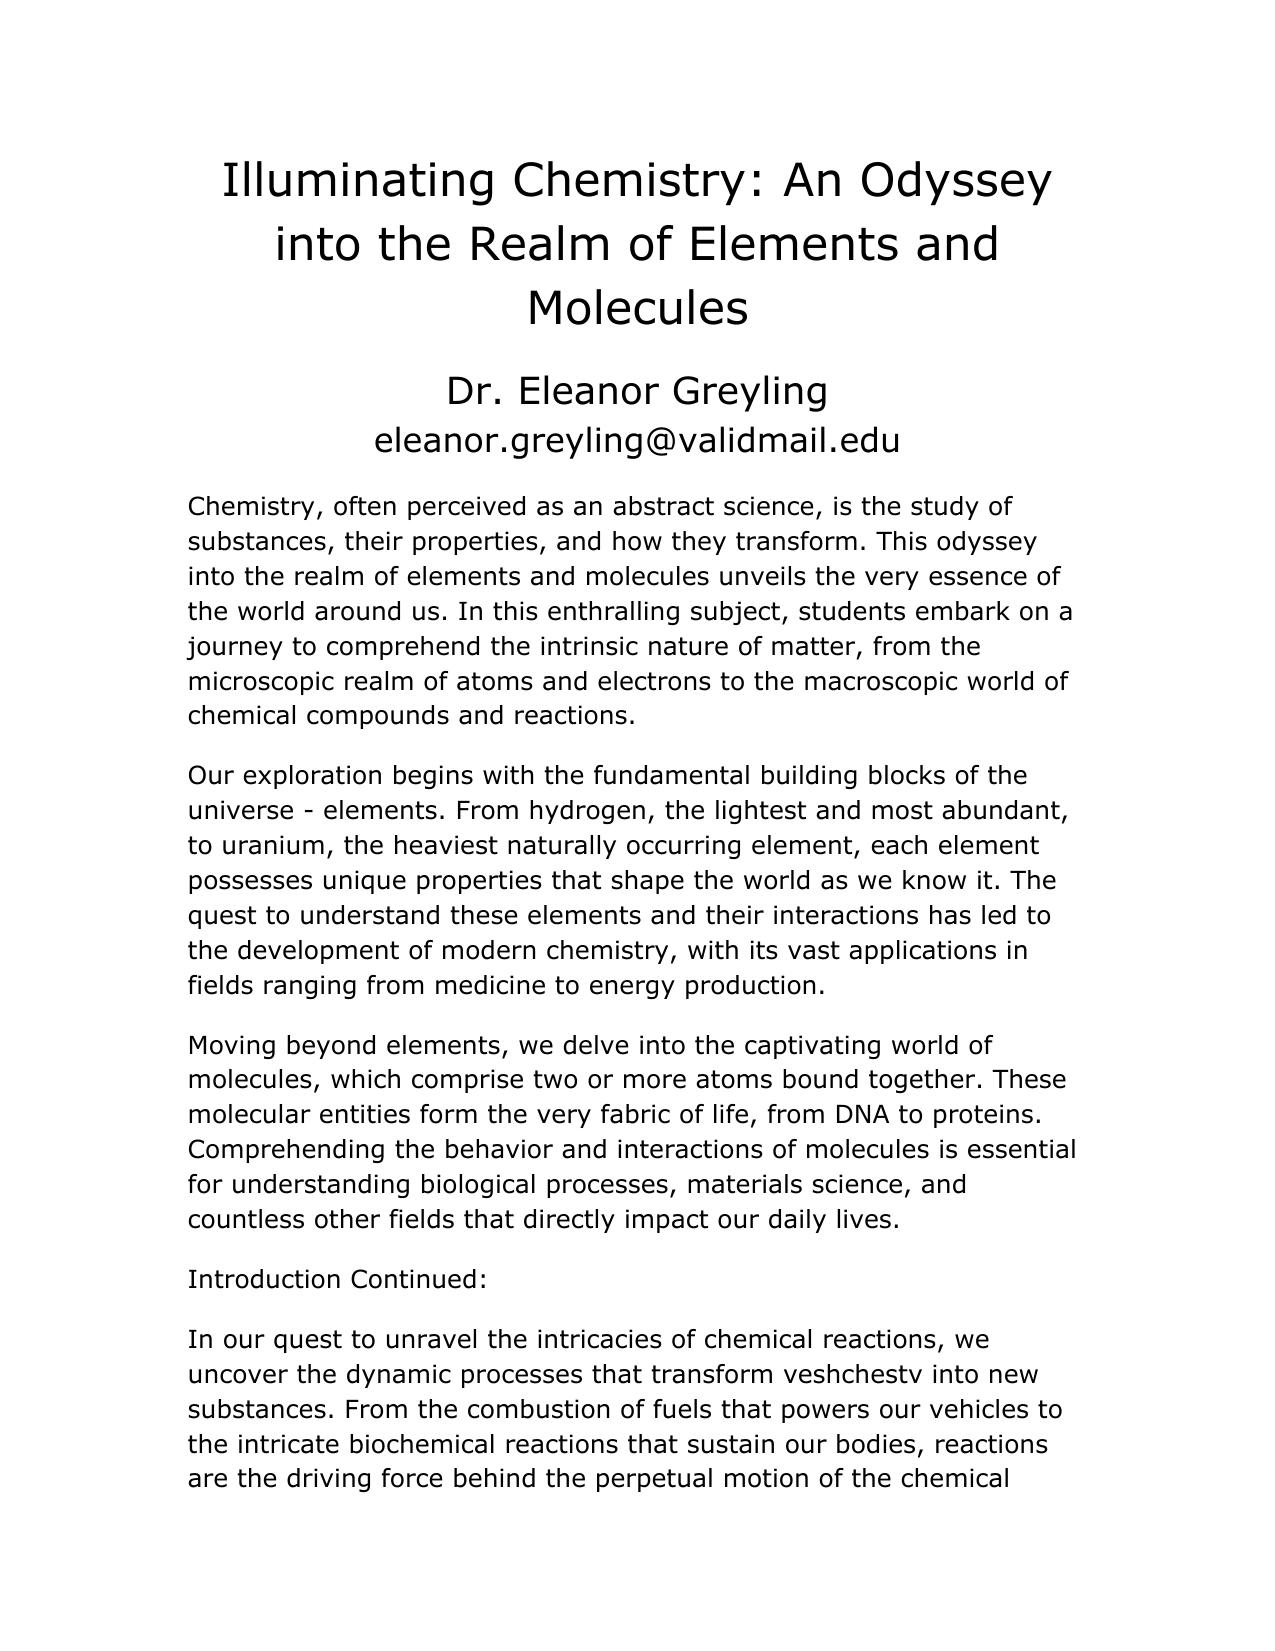 Illuminating Chemistry: An Odyssey
into the Realm of Elements and
Molecules
Dr. Eleanor Greyling
eleanor.greyling@validmail.edu
Chemistry, often perceived as an abstract science, is the study of
substances, their properties, and how they transform. This odyssey
into the realm of elements and molecules unveils the very essence of
the world around us. In this enthralling subject, students embark on a
journey to comprehend the intrinsic nature of matter, from the
microscopic realm of atoms and electrons to the macroscopic world of
chemical compounds and reactions.
Our exploration begins with the fundamental building blocks of the
universe - elements. From hydrogen, the lightest and most abundant,
to uranium, the heaviest naturally occurring element, each element
possesses unique properties that shape the world as we know it. The
quest to understand these elements and their interactions has led to
the development of modern chemistry, with its vast applications in
fields ranging from medicine to energy production.
Moving beyond elements, we delve into the captivating world of
molecules, which comprise two or more atoms bound together. These
molecular entities form the very fabric of life, from DNA to proteins.
Comprehending the behavior and interactions of molecules is essential
for understanding biological processes, materials science, and
countless other fields that directly impact our daily lives.
Introduction Continued:
In our quest to unravel the intricacies of chemical reactions, we
uncover the dynamic processes that transform veshchestv into new
substances. From the combustion of fuels that powers our vehicles to
the intricate biochemical reactions that sustain our bodies, reactions
are the driving force behind the perpetual motion of the chemical